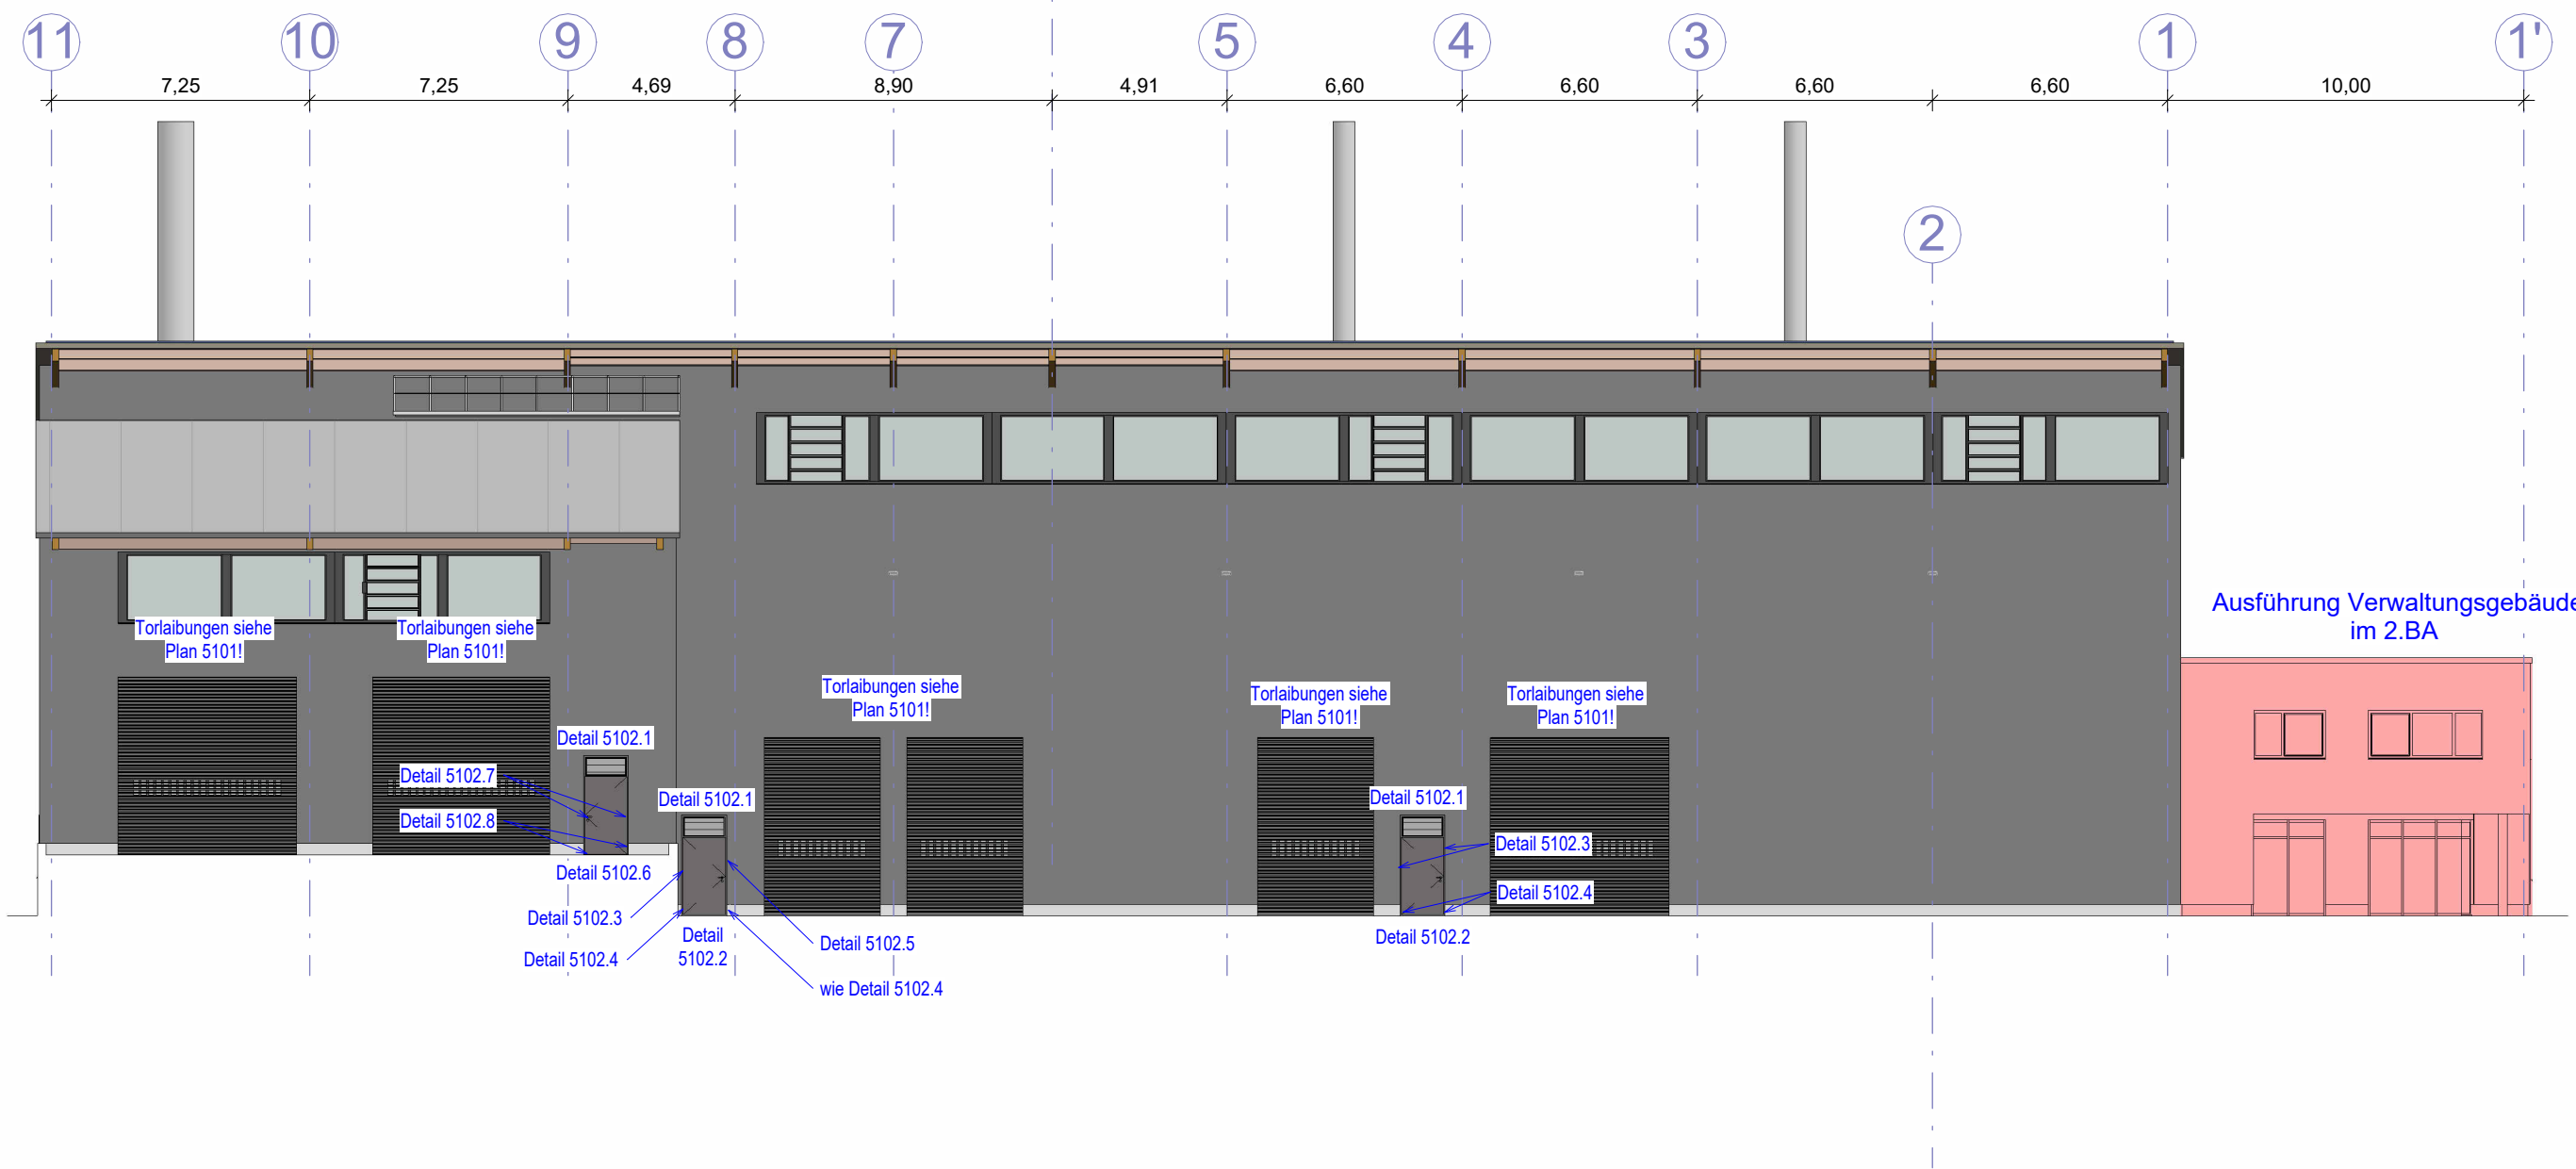 11
10
9
8
7
5
4
3
1
1'
7,25
7,25
4,69
8,90
4,91
6,60
6,60
6,60
6,60
10,00
2
Ausführung Verwaltungsgebäude
im 2.BA
Torlaibungen siehe
Plan 5101!
Torlaibungen siehe
Plan 5101!
Torlaibungen siehe
Plan 5101!
Torlaibungen siehe
Plan 5101!
Torlaibungen siehe
Plan 5101!
Detail 5102.1
Detail 5102.7
Detail 5102.8
Detail 5102.6
Detail 5102.1
Detail 5102.3
Detail 5102.4
Detail
5102.2
Detail 5102.5
wie Detail 5102.4
Detail 5102.1
Detail 5102.3
Detail 5102.4
Detail 5102.2